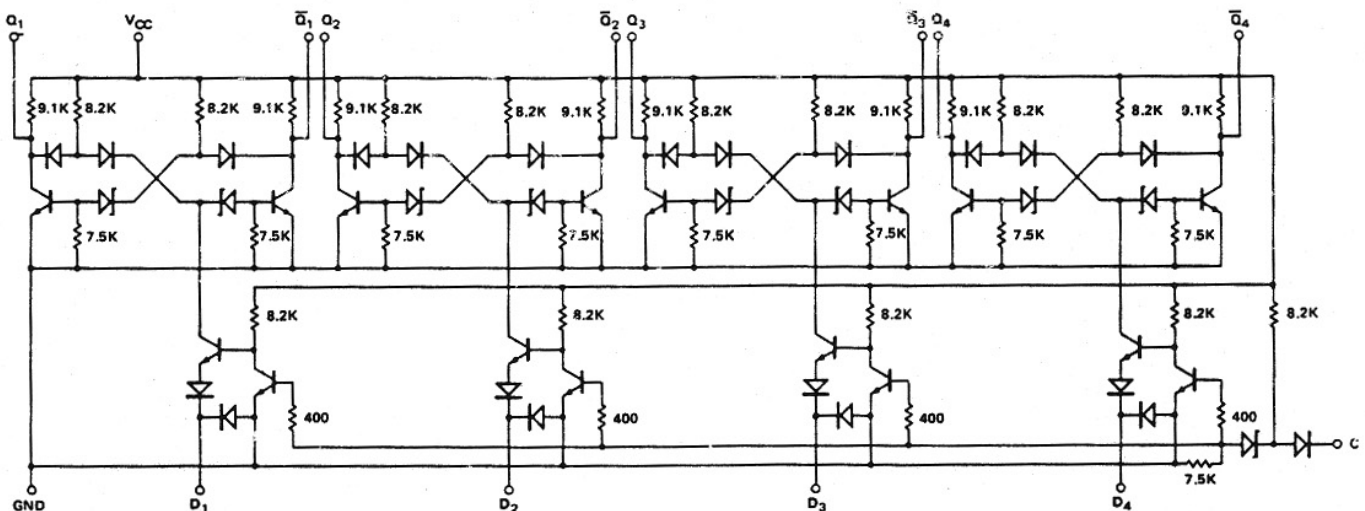 Q1 VCC Q̅1 Q2 Q̅2 Q3 Q̅3 Q4 Q̅4
9.1K 8.2K 8.2K 9.1K 9.1K 8.2K 8.2K 9.1K 9.1K 8.2K 8.2K 9.1K 9.1K 8.2K 8.2K 9.1K
7.5K 7.5K 7.5K 7.5K 7.5K 7.5K 7.5K 7.5K
8.2K 8.2K 8.2K 8.2K 8.2K
400 400 400 400
C
7.5K
GND D1 D2 D3 D4